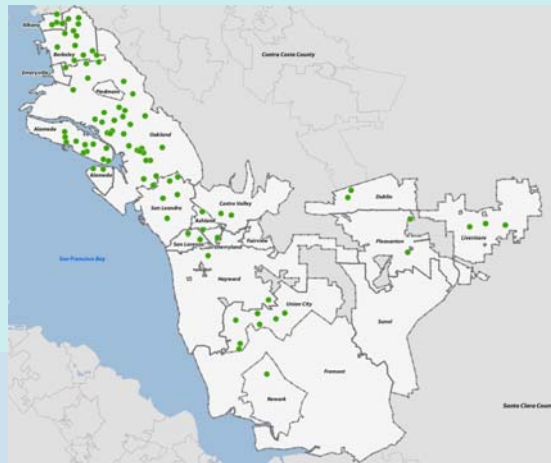 Albany
Contra Costa County
Berkeley
Emeryville
Piedmont
Alameda
Oakland
Alameda
Castro Valley
Dublin
San Leandro
Ashland
Livermore
San Lorenzo
Cherryland
Fairview
Pleasanton
San Francisco Bay
Hayward
Union City
Sunol
Fremont
Newark
Santa Clara Coun